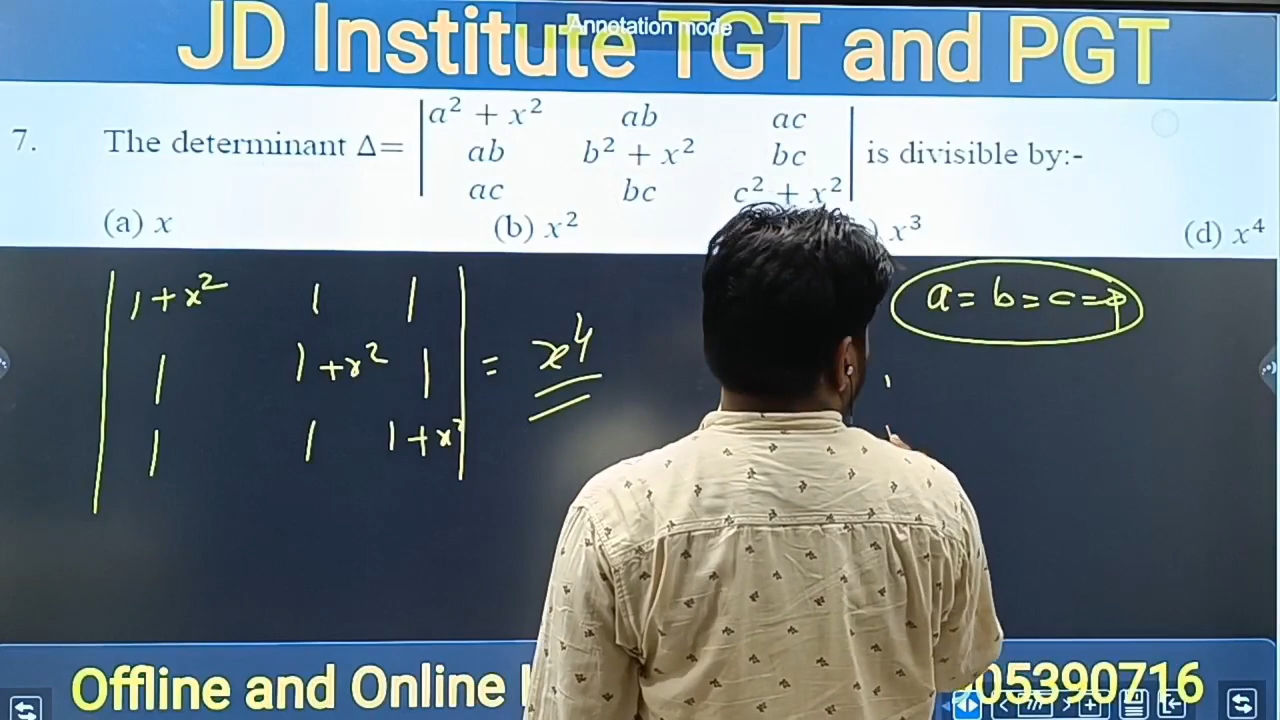 JD Institute TGT and PGT
Annotation mode
7. The determinant Δ= | a² + x² ab ac | is divisible by:-
| ab b² + x² bc |
| ac bc c² + x² |
(a) x (b) x² ) x³ (d) x⁴
| 1+x² 1 1 | a = b = c =
| 1 1+x² 1 | = x⁴
| 1 1 1+x² |
Offline and Online 05390716